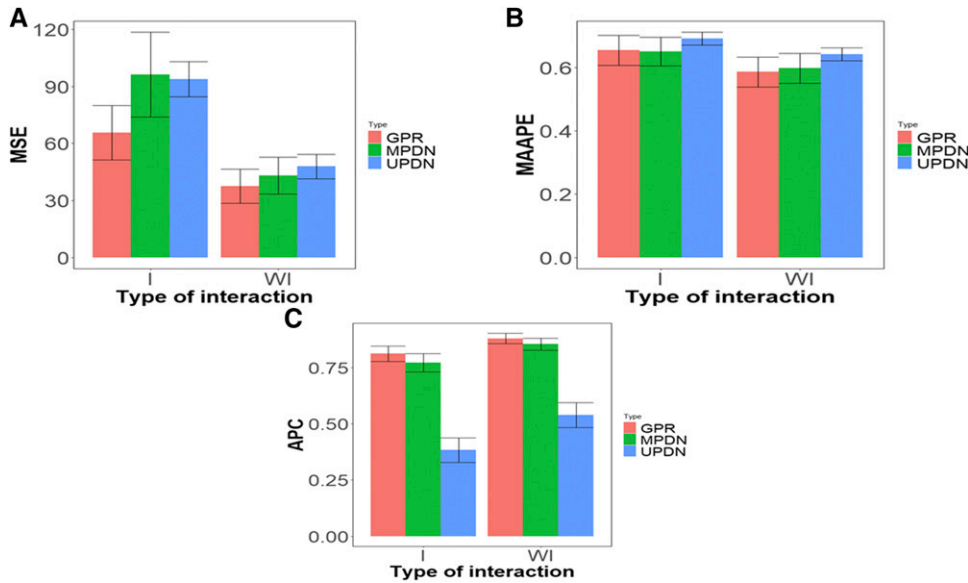 A
MSE
120
90
60
30
0
I
WI
Type of interaction
Type
GPR
MPDN
UPDN
B
MAAPE
0.6
0.4
0.2
0.0
I
WI
Type of interaction
Type
GPR
MPDN
UPDN
C
APC
0.75
0.50
0.25
0.00
I
WI
Type of interaction
Type
GPR
MPDN
UPDN